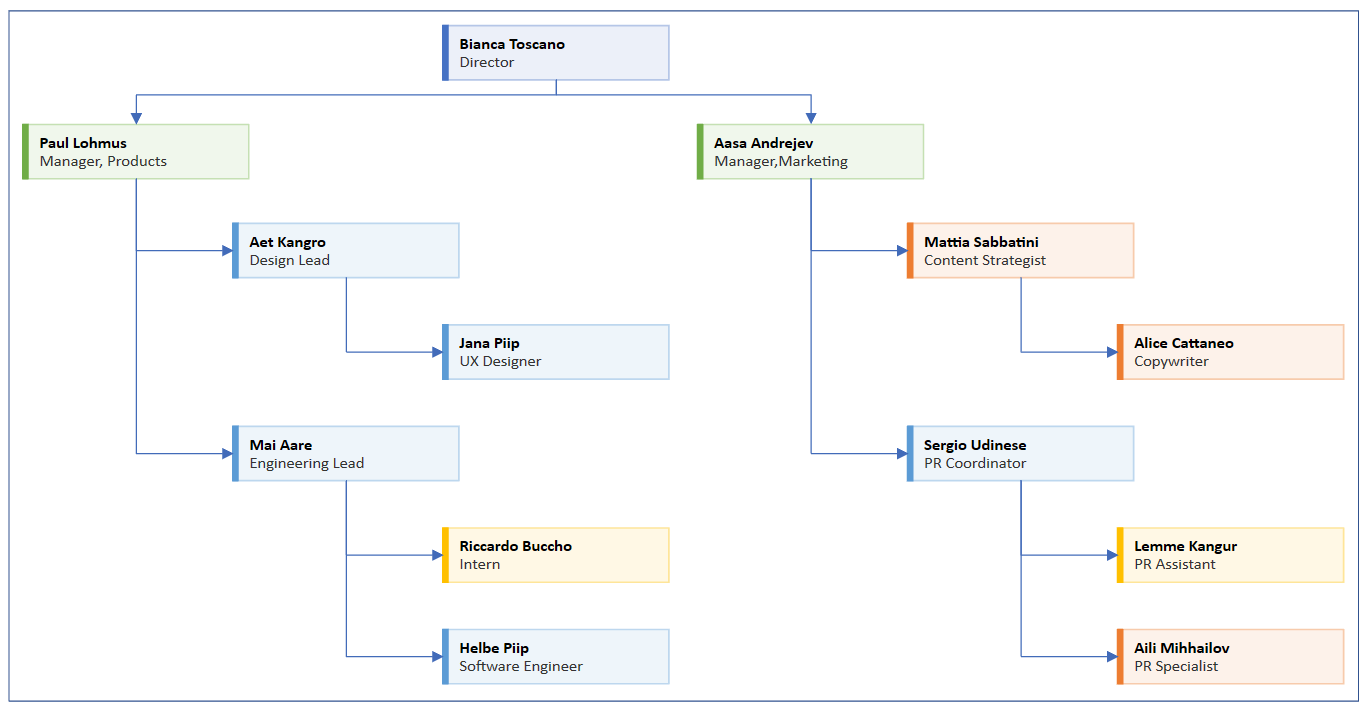 Bianca Toscano
Director
Paul Lohmus
Manager, Products
Aasa Andrejev
Manager,Marketing
Aet Kangro
Design Lead
Mattia Sabbatini
Content Strategist
Jana Piip
UX Designer
Alice Cattaneo
Copywriter
Mai Aare
Engineering Lead
Sergio Udinese
PR Coordinator
Riccardo Buccho
Intern
Lemme Kangur
PR Assistant
Helbe Piip
Software Engineer
Aili Mihhailov
PR Specialist